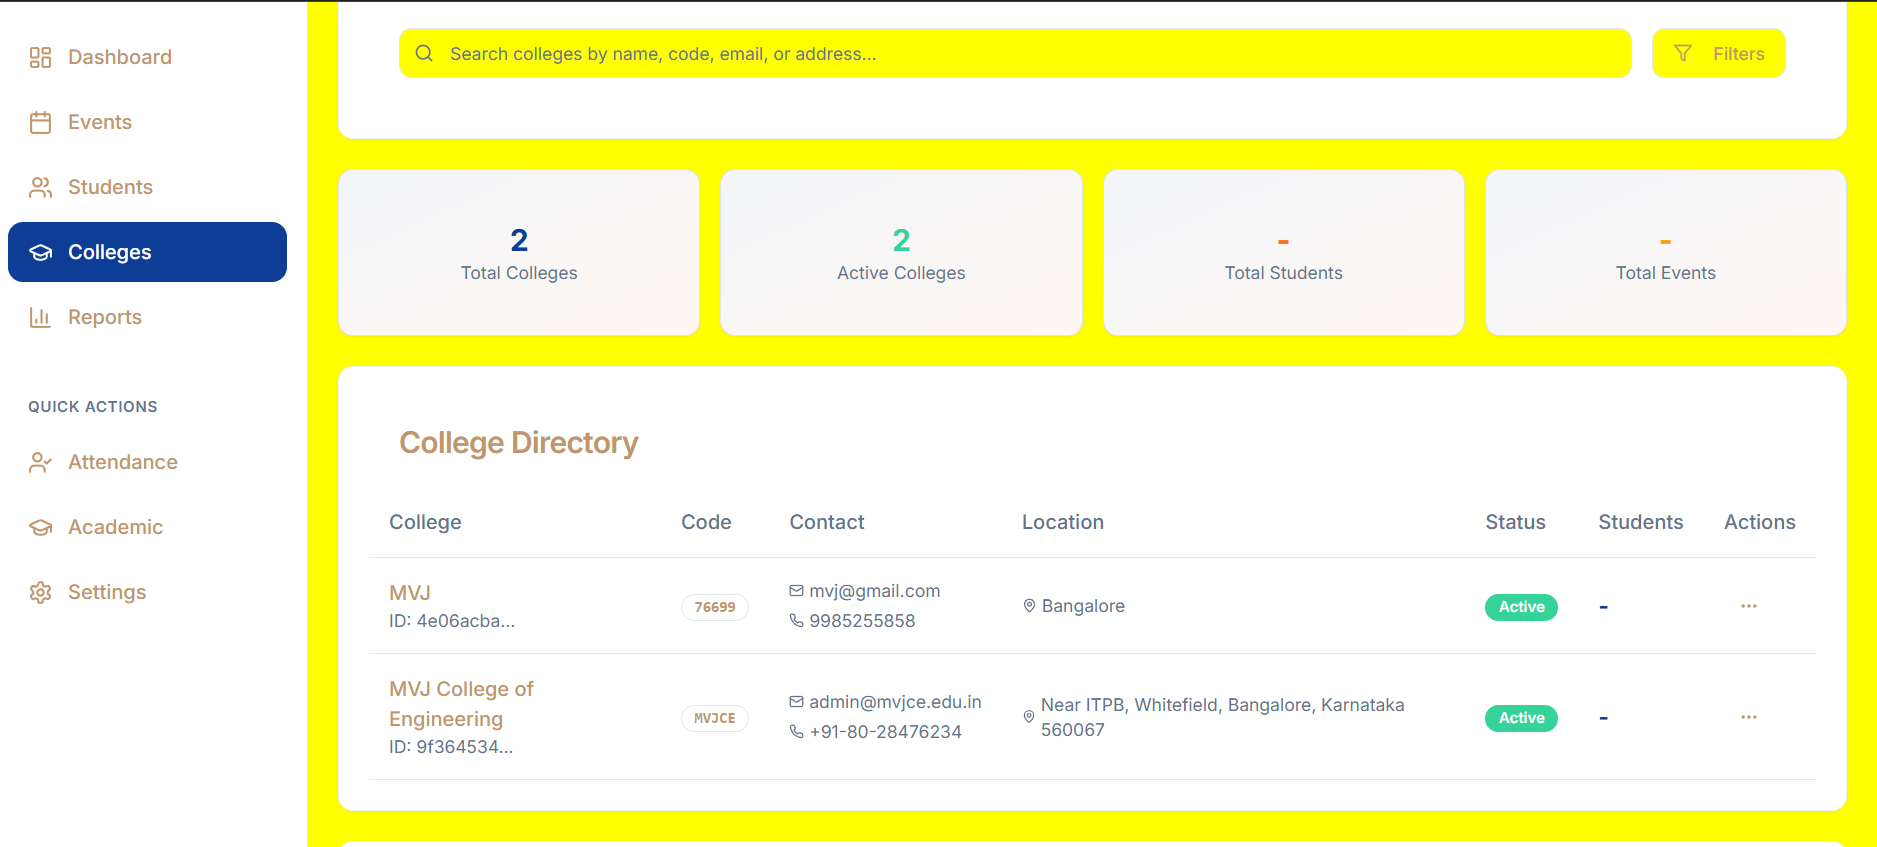 Dashboard
Events
Students
Colleges
Reports
QUICK ACTIONS
Attendance
Academic
Settings
Search colleges by name, code, email, or address...
Filters
2
Total Colleges
2
Active Colleges
-
Total Students
-
Total Events
College Directory
College Code Contact Location Status Students Actions
MVJ
ID: 4e06acba...
76699
mvj@gmail.com
9985255858
Bangalore
Active
-
MVJ College of
Engineering
ID: 9f364534...
MVJCE
admin@mvjce.edu.in
+91-80-28476234
Near ITPB, Whitefield, Bangalore, Karnataka
560067
Active
-